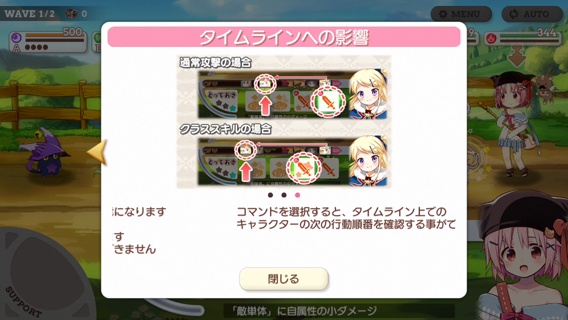 WAVE 1/2
0
MENU
AUTO
500
144
タイムラインへの影響
通常攻撃の場合
とっておき
クラススキルの場合
とっておき
になります
す
できません
コマンドを選択すると、タイムライン上での
キャラクターの次の行動順番を確認する事がて
閉じる
SUPPORT
「敵単体」に自属性の小ダメージ